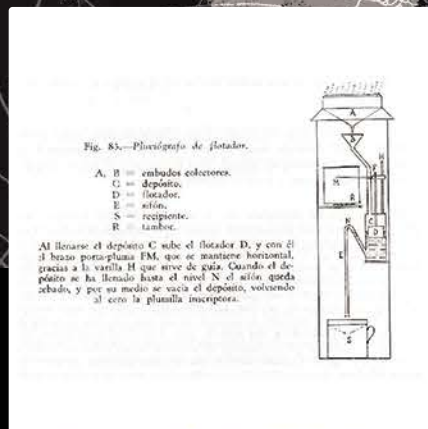 Fig. 83.—Pluviógrafo de flotador.
A, B = embudos colectores.
C = depósito.
D = flotador.
E = sifón.
S = recipiente.
R = tambor.
Al llenarse el depósito C sube el flotador D, y con él
el brazo porta-pluma FM, que se mantiene horizontal,
gracias a la varilla H que sirve de guía. Cuando el de-
pósito se ha llenado hasta el nivel N el sifón queda
cebado, y por su medio se vacía el depósito, volviendo
al cero la plumilla inscriptora.
A
B
H
F
M
R
N
C
D
E
S